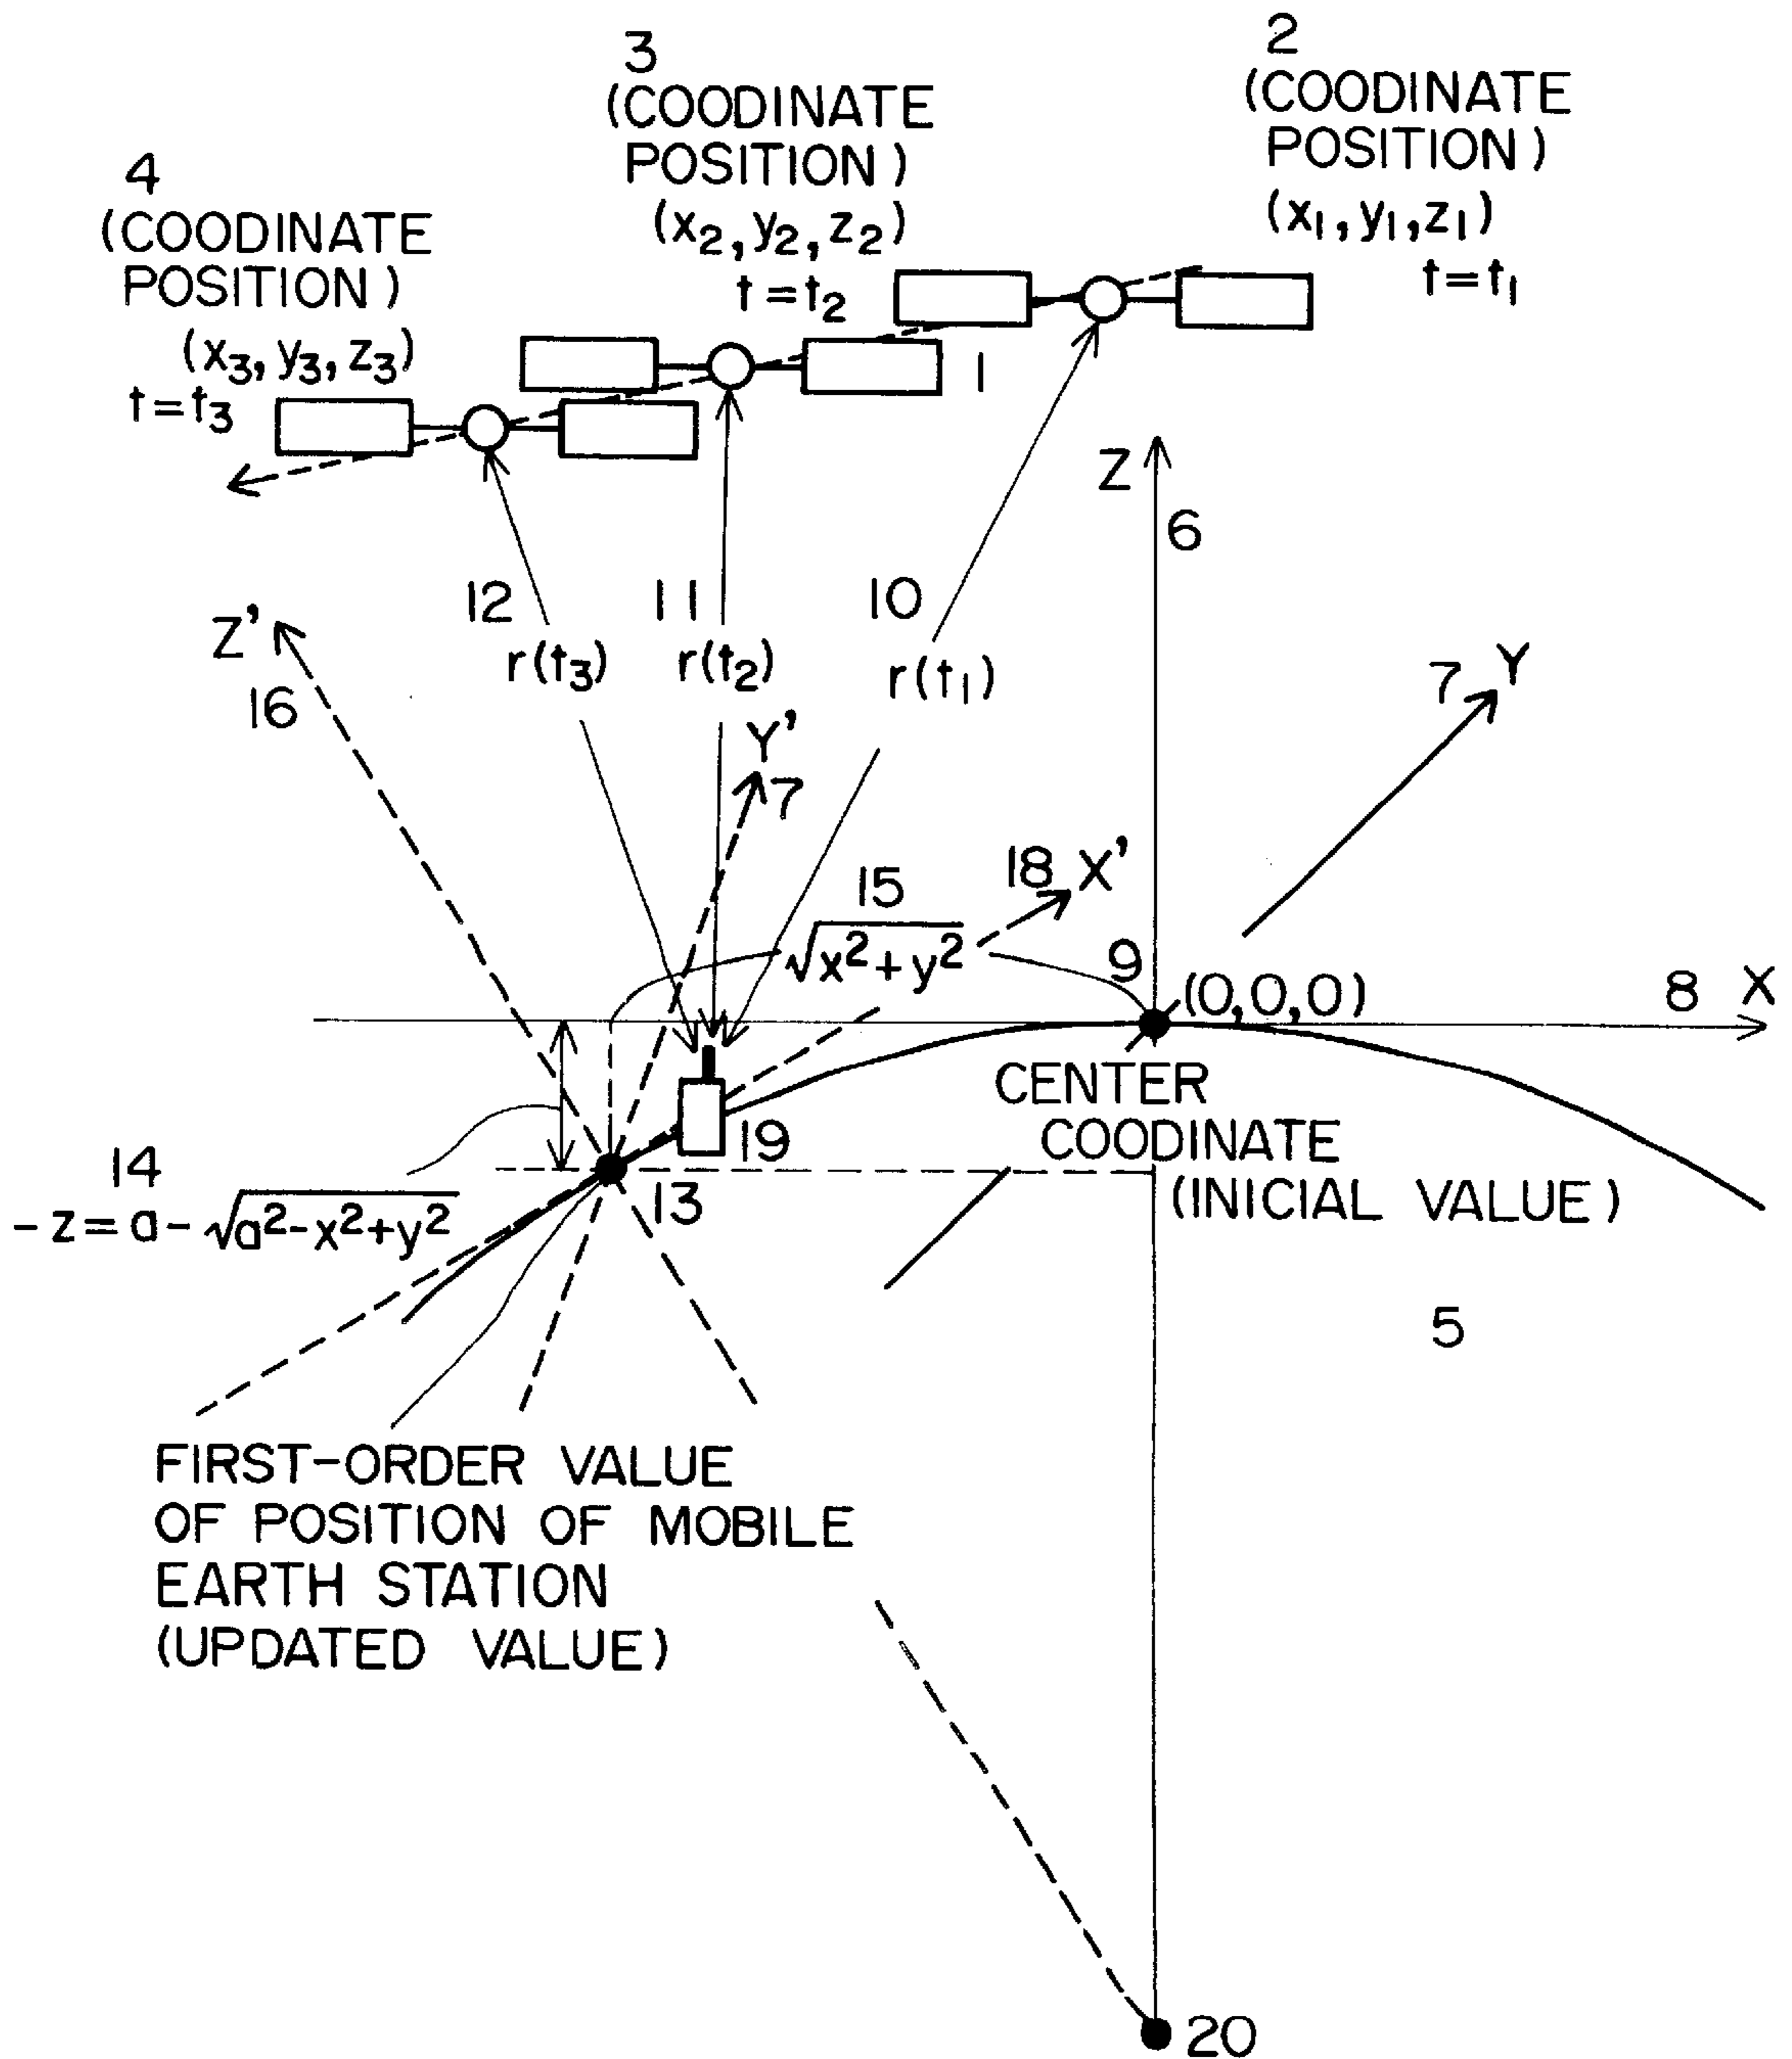 2
(COODINATE
POSITION)
(x1,y1,z1)
t=t1
3
(COODINATE
POSITION)
(x2,y2,z2)
t=t2
4
(COODINATE
POSITION)
(x3,y3,z3)
t=t3
1
Z
6
12
r(t3)
11
r(t2)
10
r(t1)
Z'
16
Y'
7
7 Y
18 X'
15
√x²+y²
9
(0,0,0)
8 X
CENTER
COODINATE
(INICIAL VALUE)
19
13
14
-z=a-√a²-x²+y²
5
FIRST-ORDER VALUE
OF POSITION OF MOBILE
EARTH STATION
(UPDATED VALUE)
20